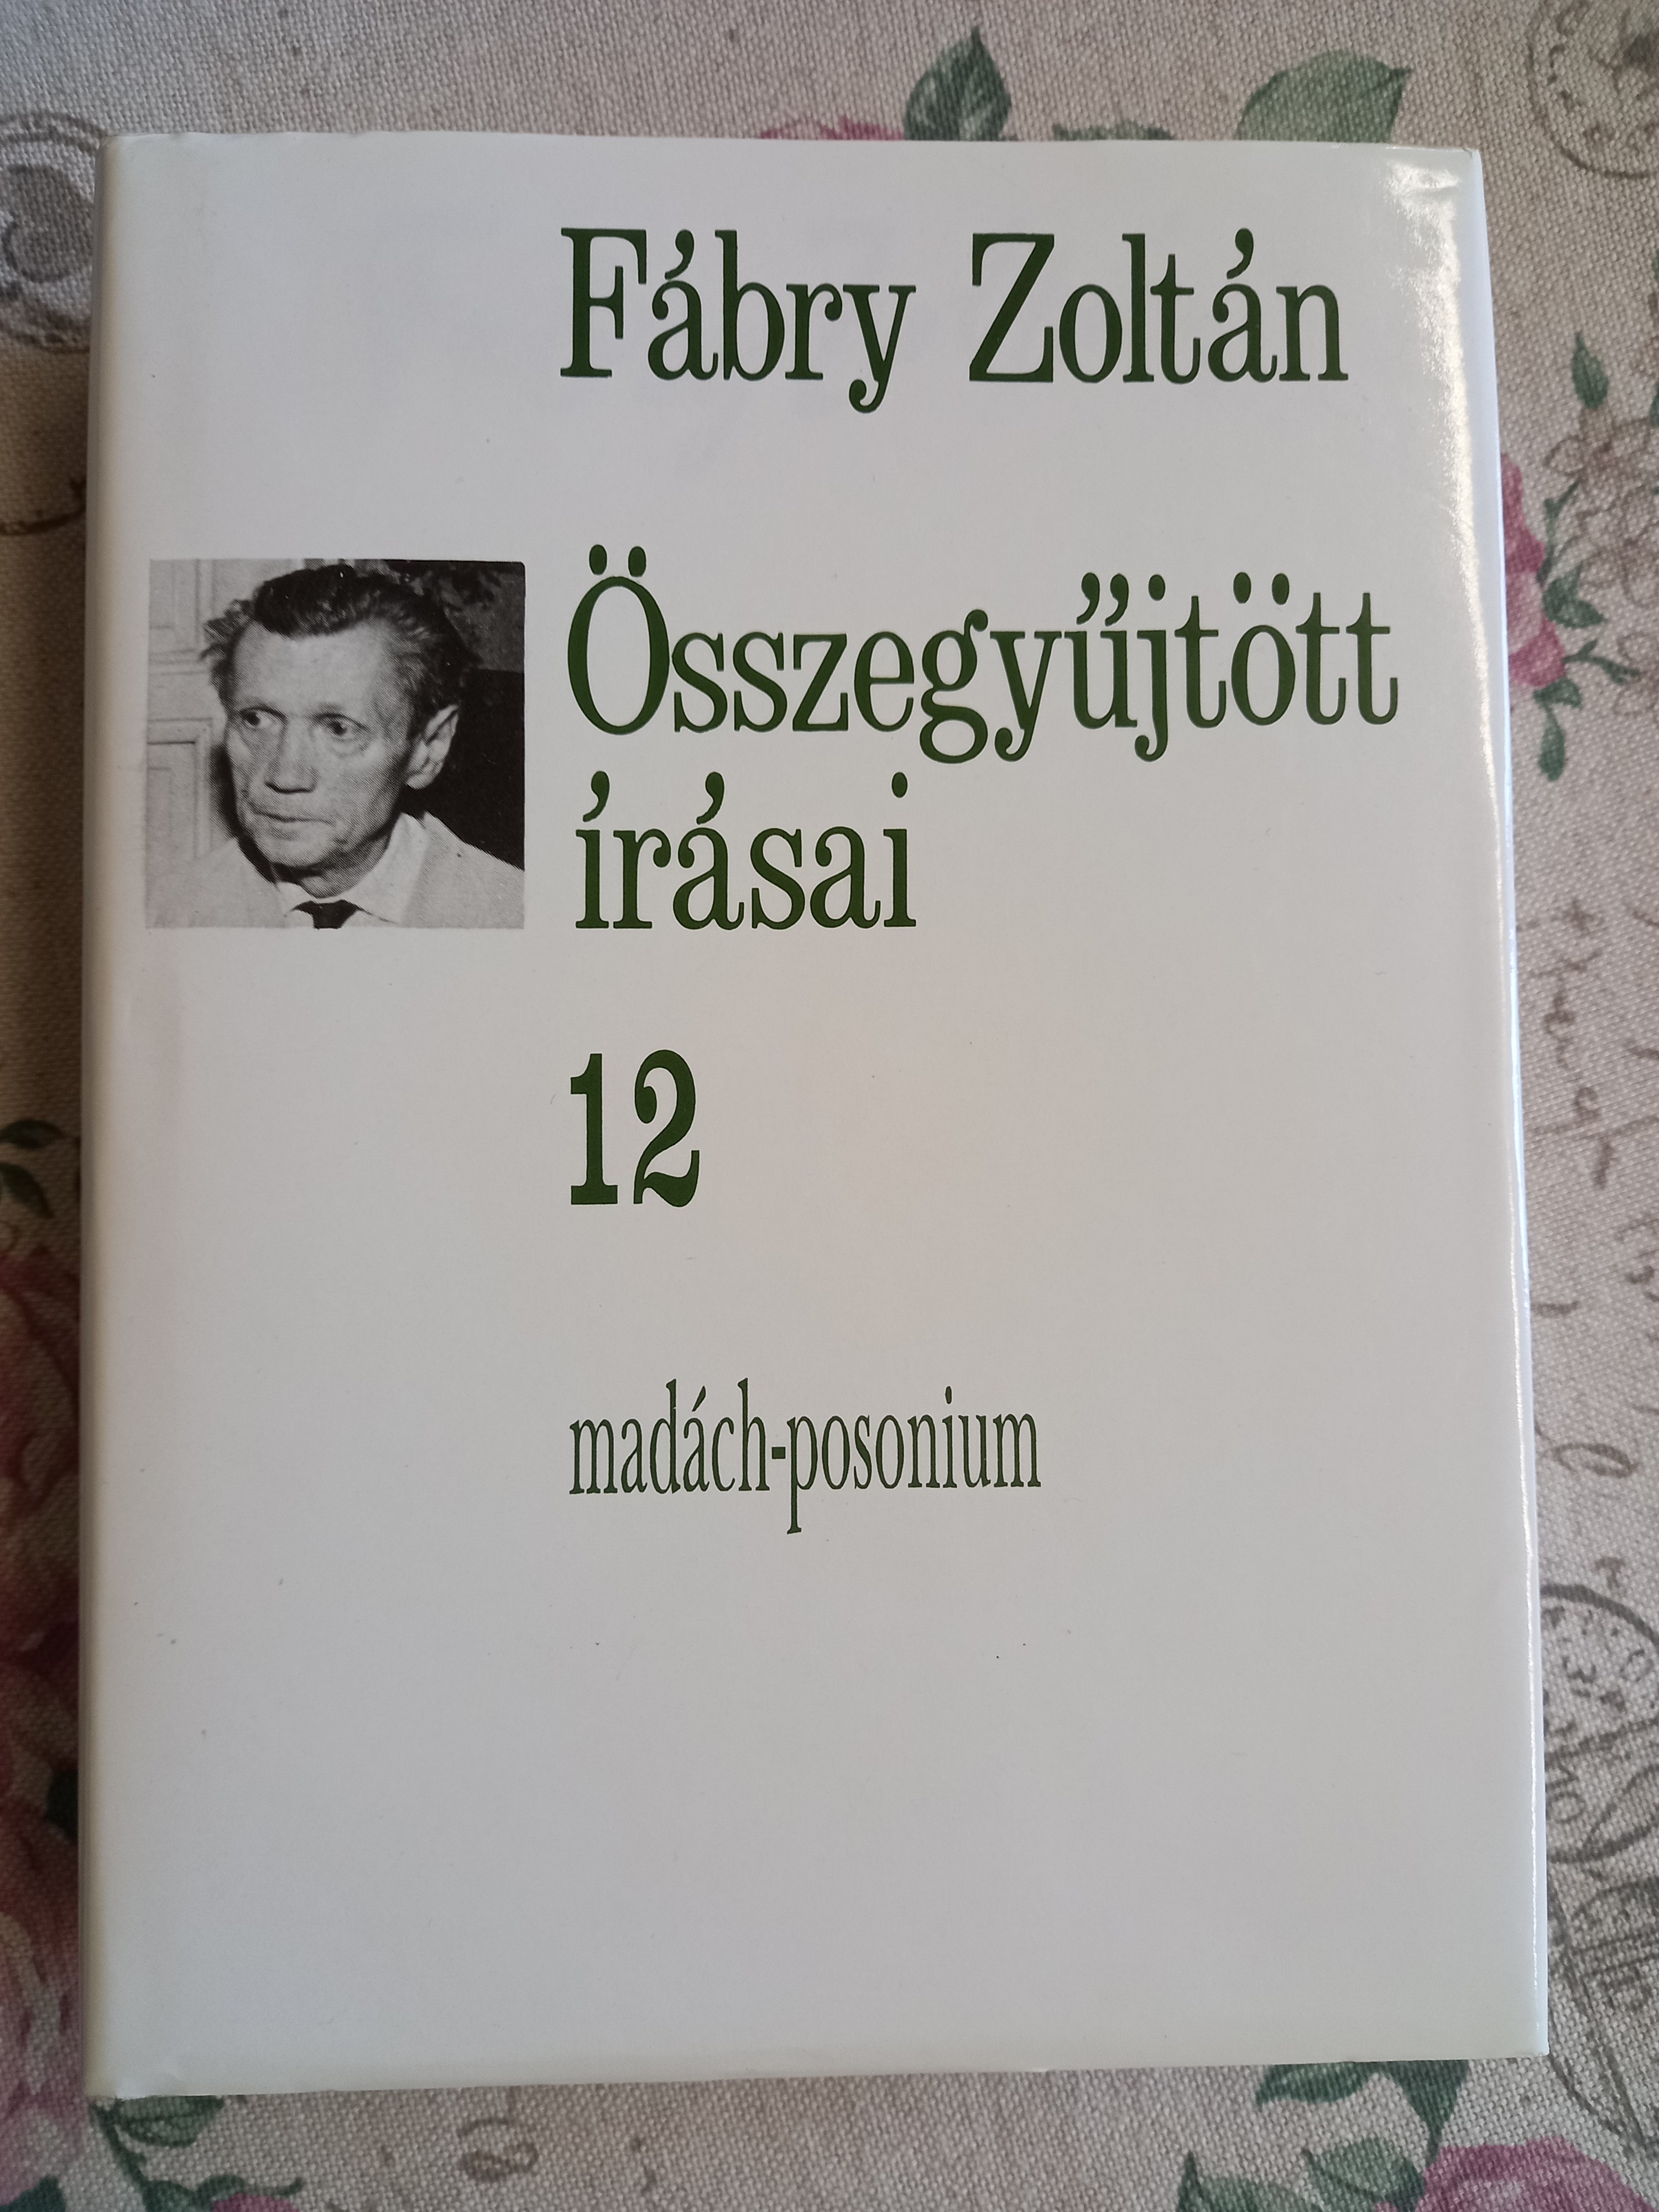 Fábry Zoltán
Összegyűjtött
írásai
12
madách-posonium